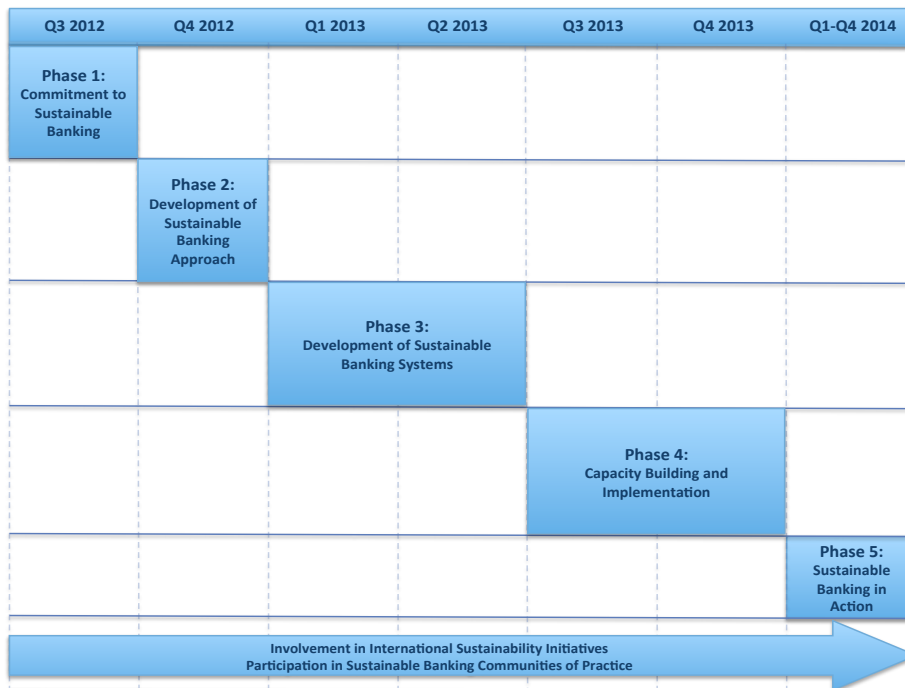 Q3 2012 Q4 2012 Q1 2013 Q2 2013 Q3 2013 Q4 2013 Q1-Q4 2014
Phase 1:
Commitment to
Sustainable
Banking
Phase 2:
Development of
Sustainable
Banking
Approach
Phase 3:
Development of Sustainable
Banking Systems
Phase 4:
Capacity Building and
Implementation
Phase 5:
Sustainable
Banking in
Action
Involvement in International Sustainability Initiatives
Participation in Sustainable Banking Communities of Practice